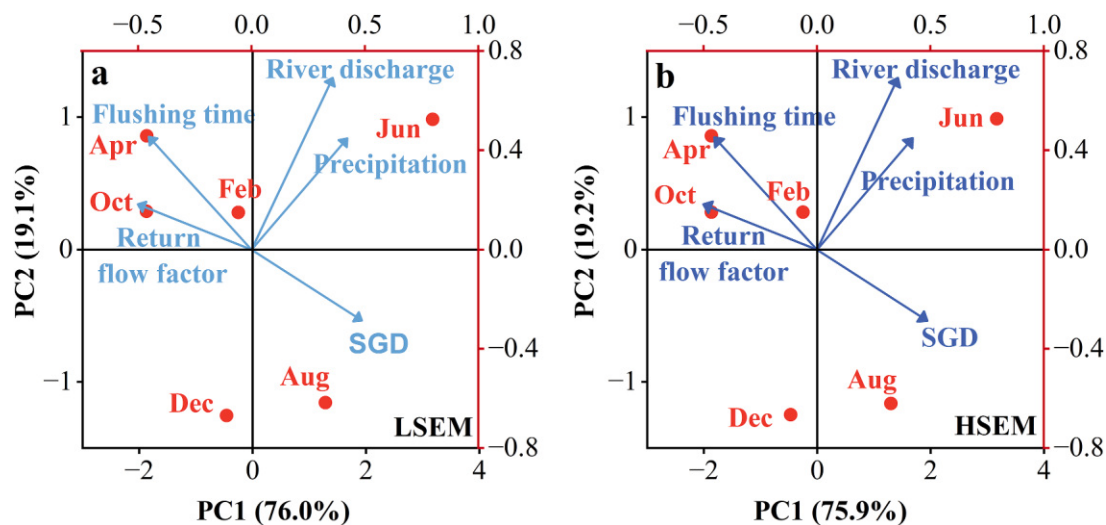 −0.5 0.0 0.5 1.0
a
River discharge
0.8
Flushing time
1
Apr
Jun
0.4
Precipitation
Oct
Feb
0
0.0
Return
flow factor
PC2 (19.1%)
SGD
−0.4
−1
Aug
Dec
LSEM
−0.8
−2 0 2 4
PC1 (76.0%)
−0.5 0.0 0.5 1.0
b
River discharge
0.8
Flushing time
1
Apr
Jun
0.4
Precipitation
Oct
Feb
0
0.0
Return
flow factor
PC2 (19.2%)
SGD
−0.4
−1
Aug
Dec
HSEM
−0.8
−2 0 2 4
PC1 (75.9%)